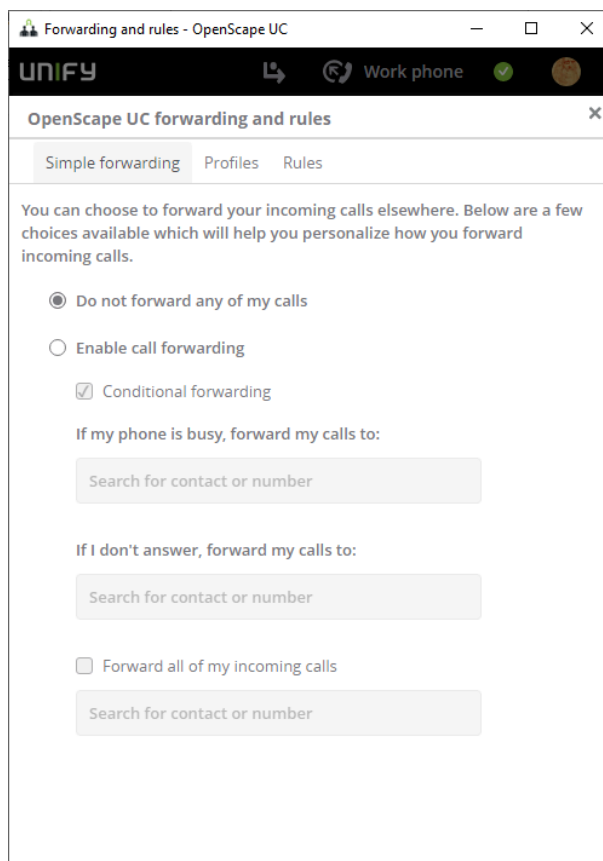 Forwarding and rules - OpenScape UC
UNIFY
Work phone
OpenScape UC forwarding and rules
Simple forwarding Profiles Rules
You can choose to forward your incoming calls elsewhere. Below are a few
choices available which will help you personalize how you forward
incoming calls.
Do not forward any of my calls
Enable call forwarding
Conditional forwarding
If my phone is busy, forward my calls to:
Search for contact or number
If I don't answer, forward my calls to:
Search for contact or number
Forward all of my incoming calls
Search for contact or number